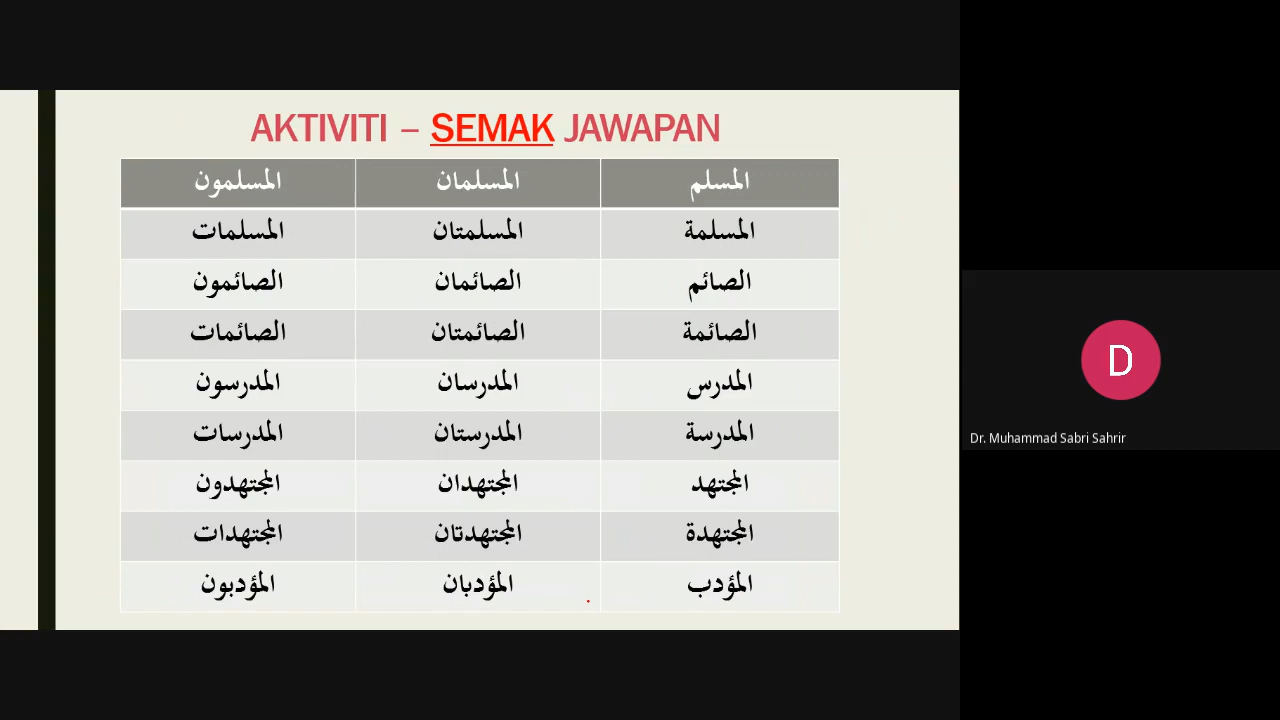 AKTIVITI – SEMAK JAWAPAN
المسلم المسلمان المسلمون
المسلمة المسلمتان المسلمات
الصائم الصائمان الصائمون
الصائمة الصائمتان الصائمات
المدرس المدرسان المدرسون
المدرسة المدرستان المدرسات
المجتهد المجتهدان المجتهدون
المجتهدة المجتهدتان المجتهدات
المؤدب المؤدبان المؤدبون
D
Dr. Muhammad Sabri Sahrir